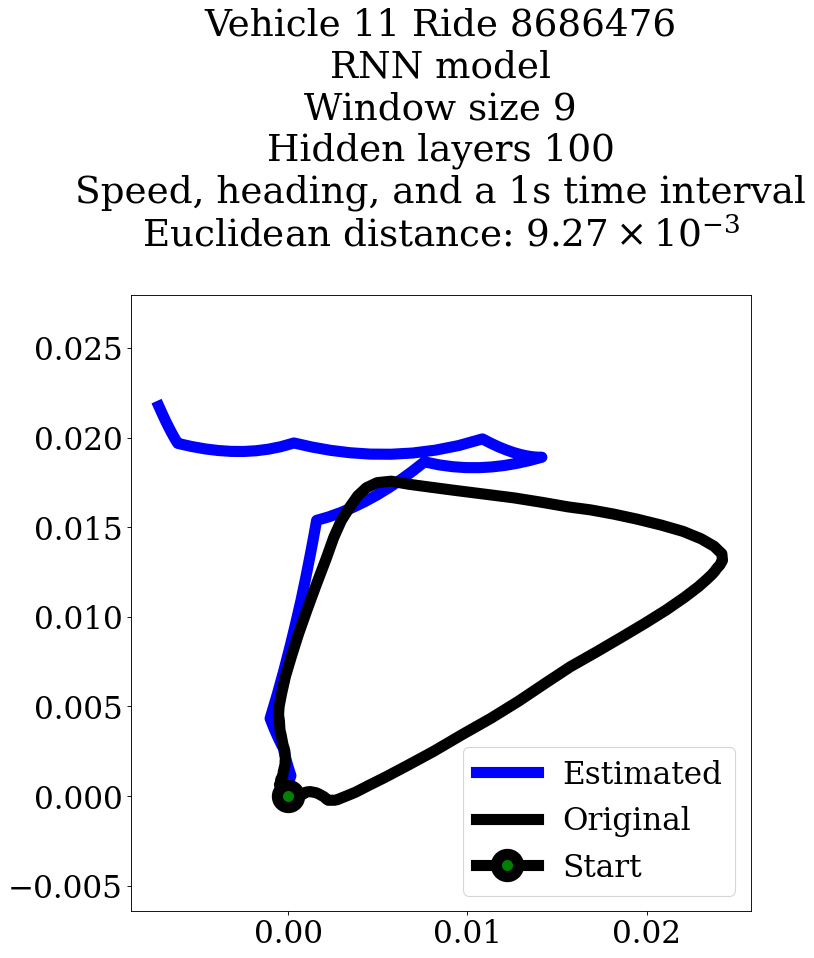 Vehicle 11 Ride 8686476
RNN model
Window size 9
Hidden layers 100
Speed, heading, and a 1s time interval
Euclidean distance: 9.27 × 10⁻³
0.025
0.020
0.015
0.010
0.005
0.000
−0.005
Estimated
Original
Start
0.00 0.01 0.02